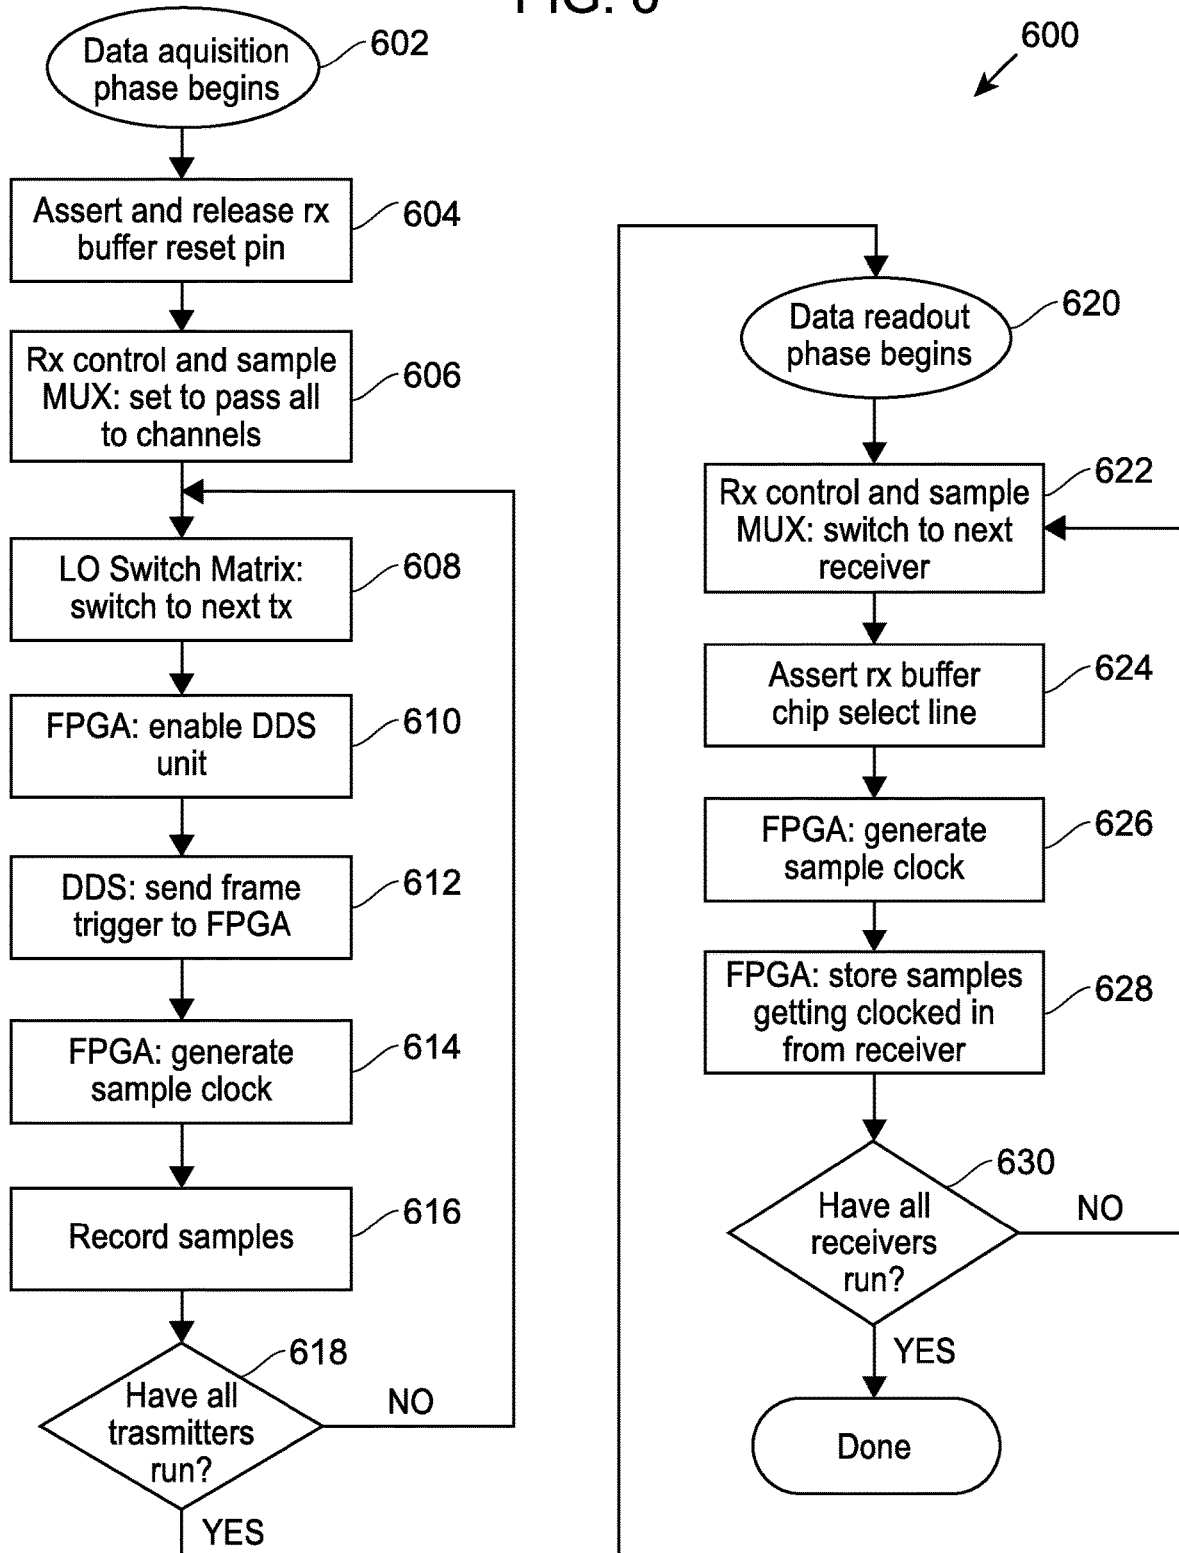 FIG. 6
600
Data aquisition
phase begins
602
Assert and release rx
buffer reset pin
604
Rx control and sample
MUX: set to pass all
to channels
606
LO Switch Matrix:
switch to next tx
608
FPGA: enable DDS
unit
610
DDS: send frame
trigger to FPGA
612
FPGA: generate
sample clock
614
Record samples
616
Have all
trasmitters
run?
618
NO
YES
Data readout
phase begins
620
Rx control and sample
MUX: switch to next
receiver
622
Assert rx buffer
chip select line
624
FPGA: generate
sample clock
626
FPGA: store samples
getting clocked in
from receiver
628
Have all
receivers
run?
630
NO
YES
Done